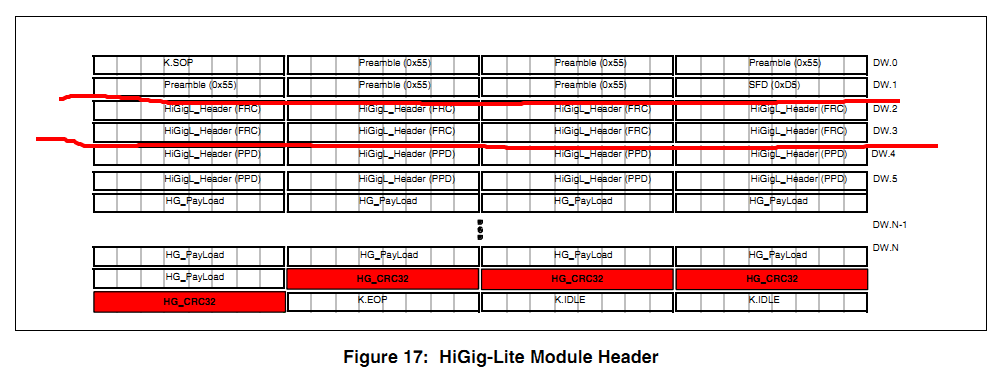 K.SOP Preamble (0x55) Preamble (0x55) Preamble (0x55) DW.0
Preamble (0x55) Preamble (0x55) Preamble (0x55) SFD (0xD5) DW.1
HiGigL_Header (FRC) HiGigL_Header (FRC) HiGigL_Header (FRC) HiGigL_Header (FRC) DW.2
HiGigL_Header (FRC) HiGigL_Header (FRC) HiGigL_Header (FRC) HiGigL_Header (FRC) DW.3
HiGigL_Header (PPD) HiGigL_Header (PPD) HiGigL_Header (PPD) HiGigL_Header (PPD) DW.4
HiGigL_Header (PPD) HiGigL_Header (PPD) HiGigL_Header (PPD) HiGigL_Header (PPD) DW.5
HG_PayLoad HG_PayLoad HG_PayLoad HG_PayLoad
DW.N-1
HG_PayLoad HG_PayLoad HG_PayLoad HG_PayLoad DW.N
HG_PayLoad HG_CRC32 HG_CRC32 HG_CRC32
HG_CRC32 K.EOP K.IDLE K.IDLE
Figure 17: HiGig-Lite Module Header